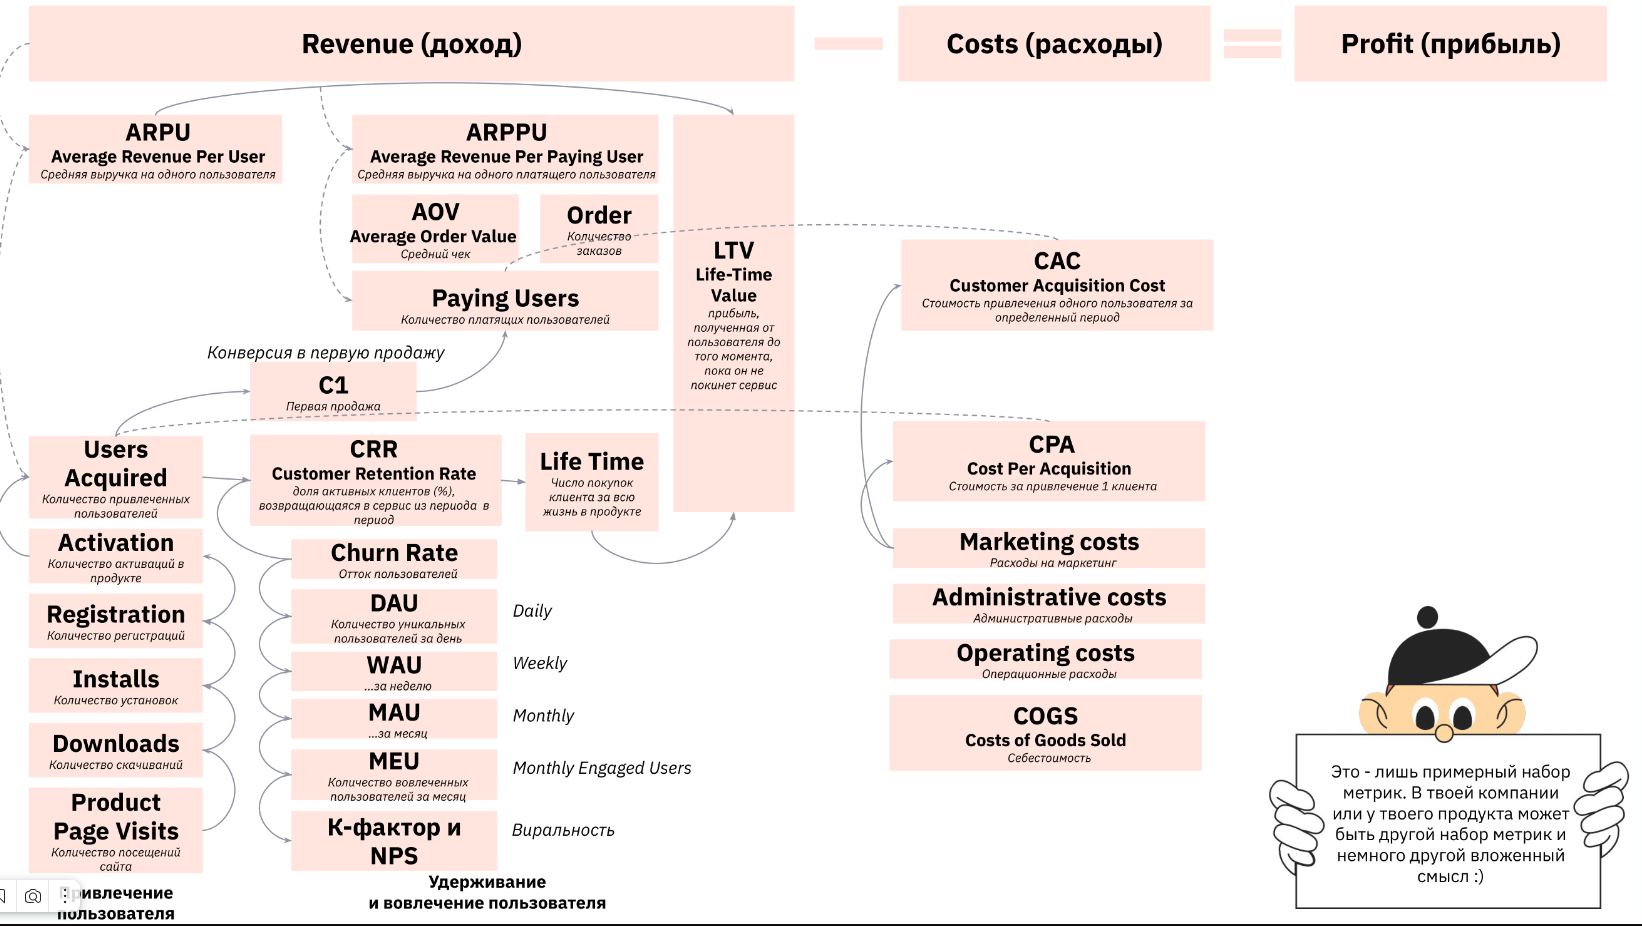 Revenue (доход)
Costs (расходы)
Profit (прибыль)
ARPU
Average Revenue Per User
Средняя выручка на одного пользователя
ARPPU
Average Revenue Per Paying User
Средняя выручка на одного платящего пользователя
AOV
Average Order Value
Средний чек
Order
Количество
заказов
Paying Users
Количество платящих пользователей
LTV
Life-Time
Value
прибыль,
полученная от
пользователя до
того момента,
пока он не
покинет сервис
CAC
Customer Acquisition Cost
Стоимость привлечения одного пользователя за
определенный период
Конверсия в первую продажу
C1
Первая продажа
Users
Acquired
Количество привлеченных
пользователей
CRR
Customer Retention Rate
доля активных клиентов (%),
возвращающаяся в сервис из периода в
период
Life Time
Число покупок
клиента за всю
жизнь в продукте
CPA
Cost Per Acquisition
Стоимость за привлечение 1 клиента
Activation
Количество активаций в
продукте
Registration
Количество регистраций
Installs
Количество установок
Downloads
Количество скачиваний
Product
Page Visits
Количество посещений
сайта
Привлечение
пользователя
Churn Rate
Отток пользователей
DAU
Количество уникальных
пользователей за день
Daily
WAU
...за неделю
Weekly
MAU
...за месяц
Monthly
MEU
Количество вовлеченных
пользователей за месяц
Monthly Engaged Users
К-фактор и
NPS
Виральность
Удерживание
и вовлечение пользователя
Marketing costs
Расходы на маркетинг
Administrative costs
Административные расходы
Operating costs
Операционные расходы
COGS
Costs of Goods Sold
Себестоимость
Это - лишь примерный набор
метрик. В твоей компании
или у твоего продукта может
быть другой набор метрик и
немного другой вложенный
смысл :)